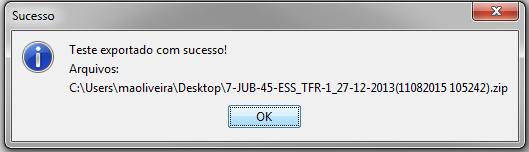 Sucesso
Teste exportado com sucesso!
Arquivos:
C:\Users\maoliveira\Desktop\7-JUB-45-ESS_TFR-1_27-12-2013(11082015 105242).zip
OK